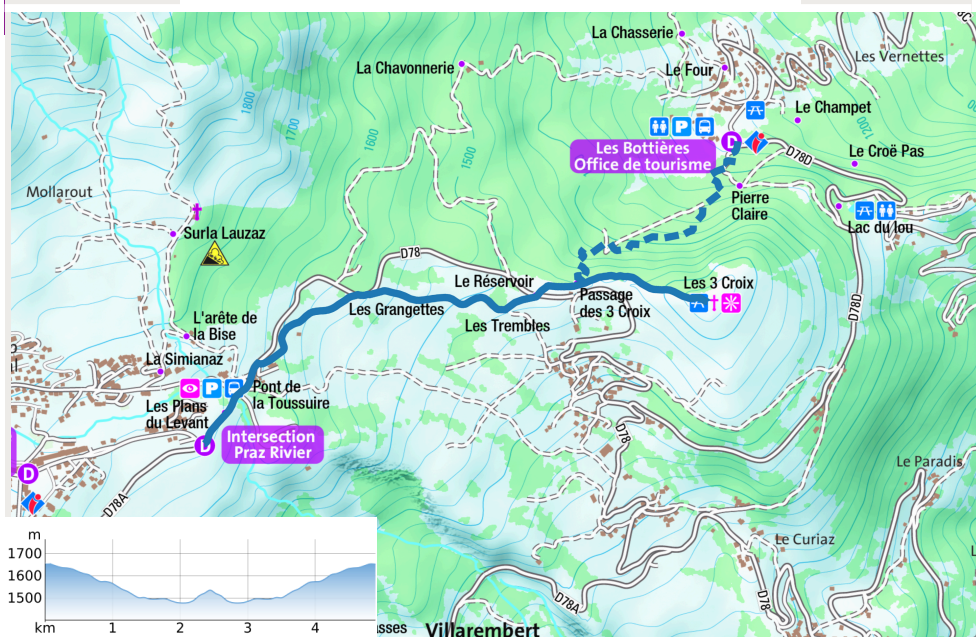 La Chasserie
Les Vernettes
La Chavonnerie
Le Four
1800
1700
1600
1500
1200
Le Champet
P
D
Les Bottières
Office de tourisme
D78D
Le Croë Pas
Mollarout
Pierre
Claire
Lac du lou
Surla Lauzaz
D78
Le Réservoir
Les 3 Croix
Les Grangettes
Passage
des 3 Croix
D78D
Les Trembles
L'arête de
la Bise
La Simianaz
P
Pont de
la Toussuire
Les Plans
du Levant
D
Intersection
Praz Rivier
D78
D
Le Paradis
D78A
Le Curiaz
D78
D78A
m
1700
1600
1500
km
1
2
3
4
sses
Villarembert